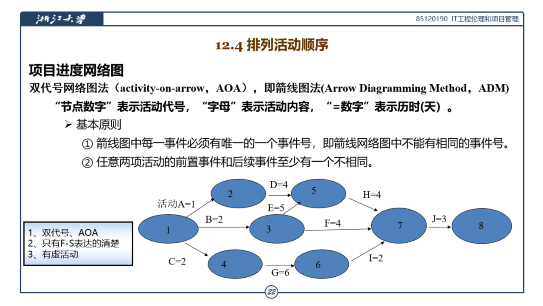 浙江大学
85120190 IT工程伦理和项目管理
12.4 排列活动顺序
项目进度网络图
双代号网络图法（activity-on-arrow，AOA），即箭线图法(Arrow Diagramming Method，ADM)
“节点数字”表示活动代号，“字母”表示活动内容，“=数字”表示历时(天）。
➢ 基本原则
① 箭线图中每一事件必须有唯一的一个事件号，即箭线网络图中不能有相同的事件号。
② 任意两项活动的前置事件和后续事件至少有一个不相同。
D=4
2
5
H=4
活动A=1
E=5
B=2
F=4
J=3
1
3
7
8
1、双代号、AOA
2、只有F-S表达的清楚
3、有虚活动
C=2
4
6
I=2
G=6
22